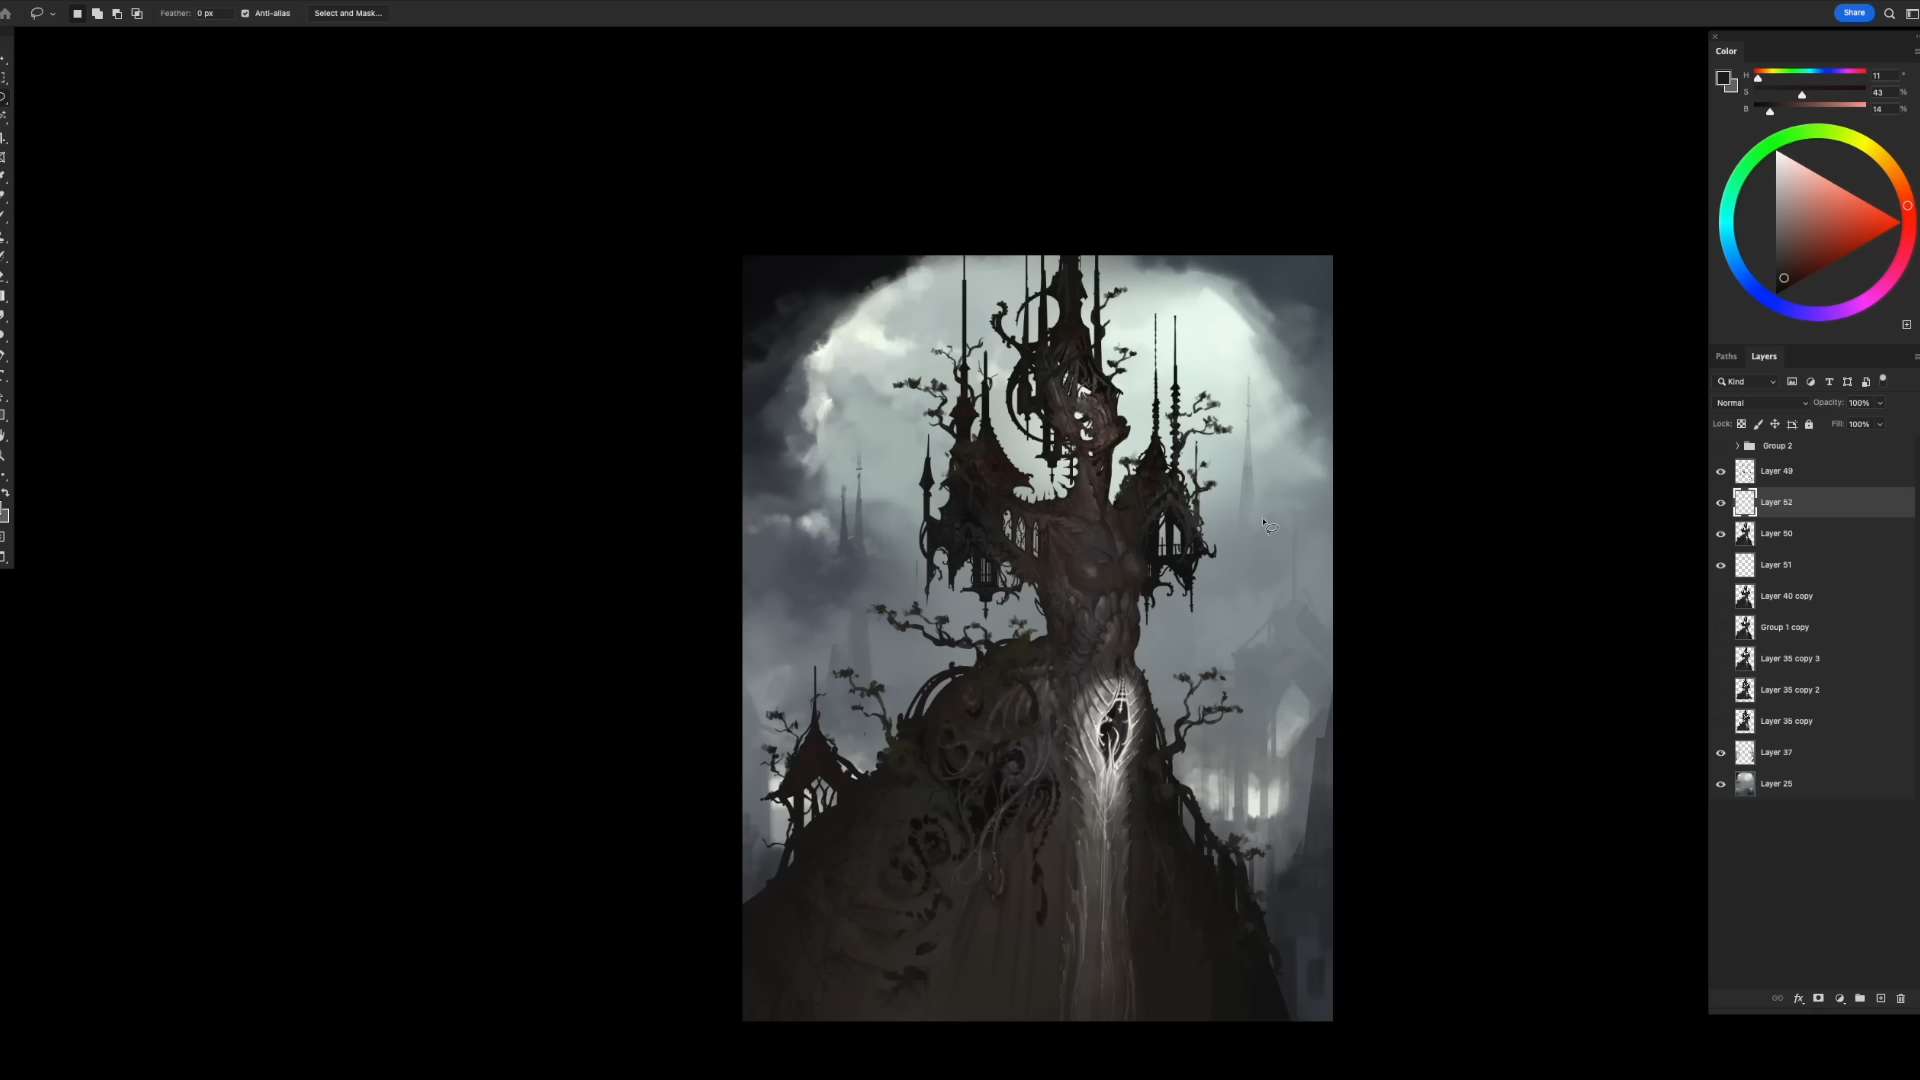 Feather: 0 px Anti-alias Select and Mask... Share
Color
H 11 °
S 43 %
B 14 %
Paths Layers
Kind
Normal Opacity: 100%
Lock: Fill: 100%
Group 2
Layer 49
Layer 52
Layer 50
Layer 51
Layer 40 copy
Group 1 copy
Layer 35 copy 3
Layer 35 copy 2
Layer 35 copy
Layer 37
Layer 25
fx